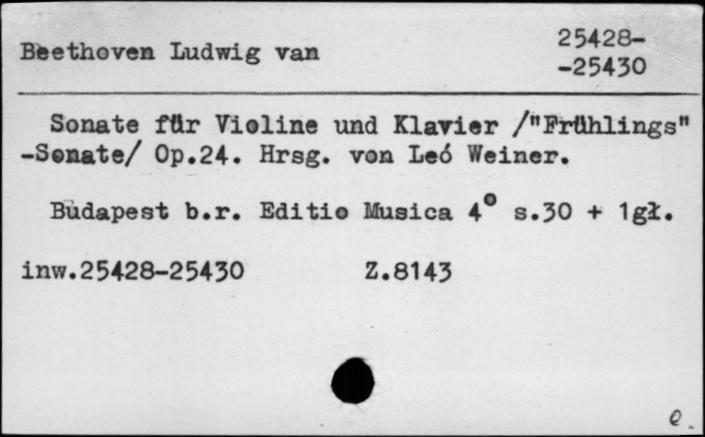 Beethoven Ludwig van
25428-
-25430
Sonate für Violine und Klavier /"Frühlings"
-Sonate/ Op.24. Hrsg. von Leó Weiner.
Budapest b.r. Editio Musica 4° s.30 + 1gł.
inw.25428-25430 Z.8143
e.